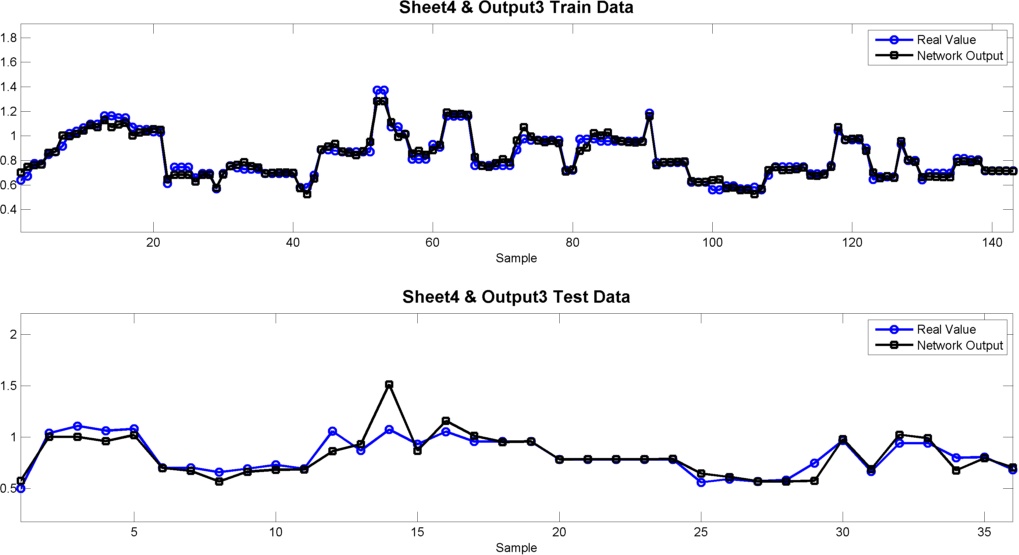 Sheet4 & Output3 Train Data
1.8
1.6
1.4
1.2
1
0.8
0.6
0.4
Real Value
Network Output
20 40 60 80 100 120 140
Sample
Sheet4 & Output3 Test Data
2
1.5
1
0.5
Real Value
Network Output
5 10 15 20 25 30 35
Sample